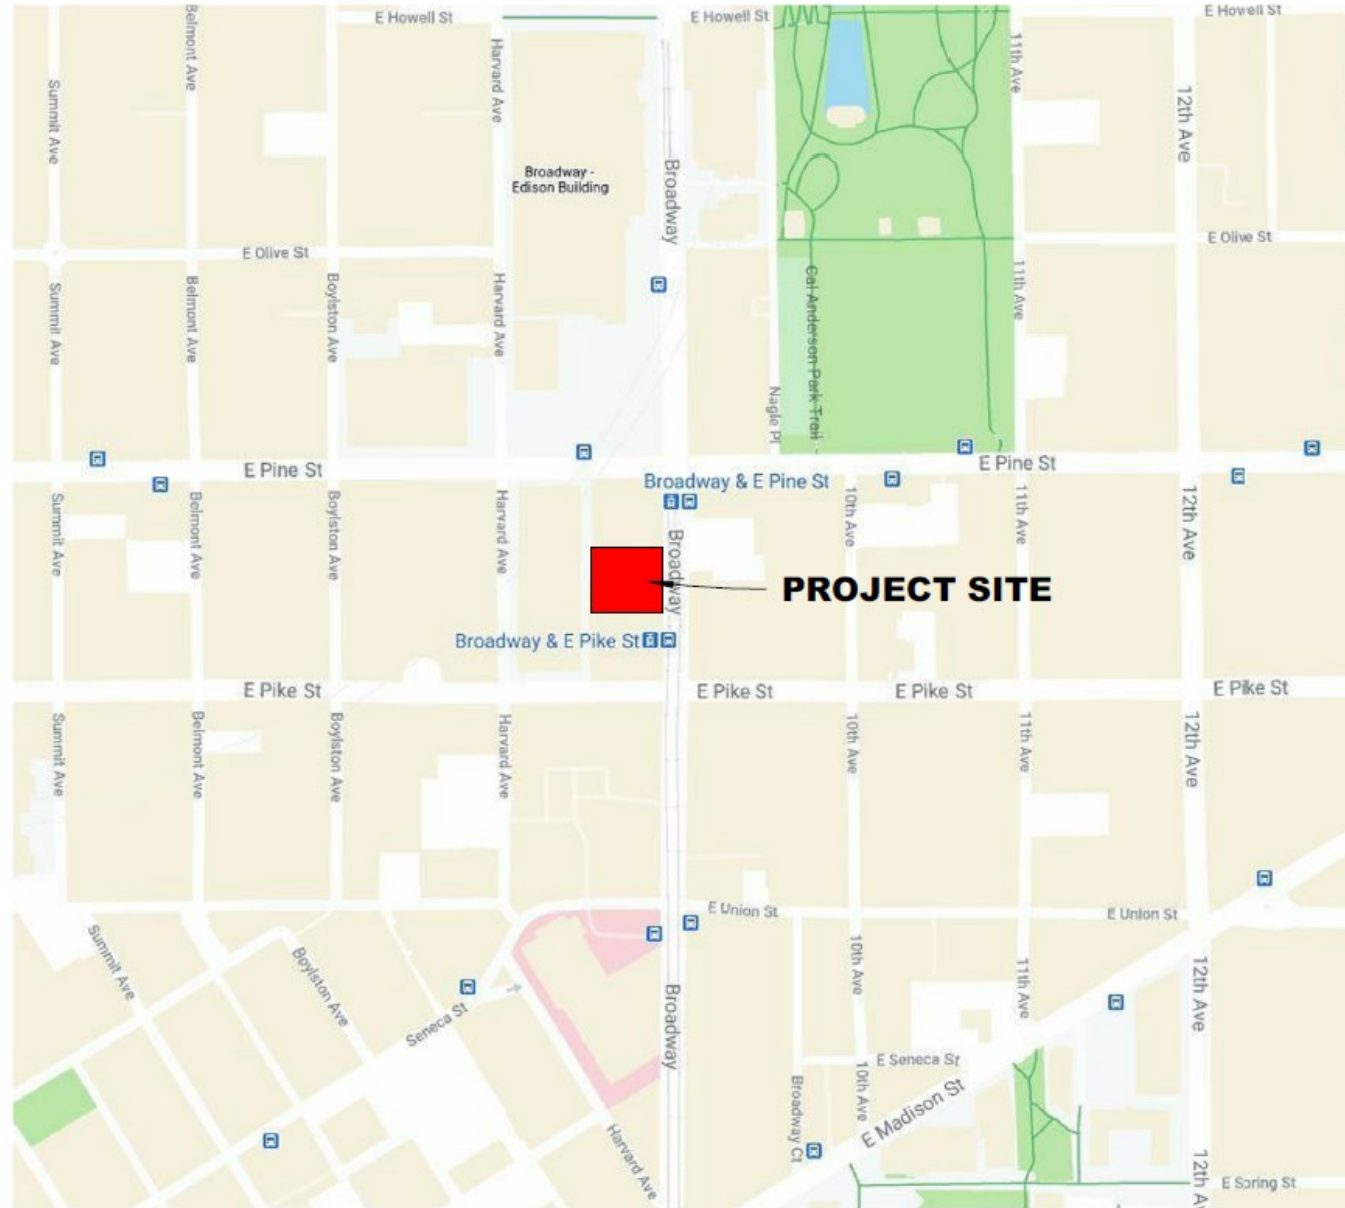 E Howell St
E Howell St
E Howell St
Belmont Ave
Summit Ave
Harvard Ave
11th Ave
12th Ave
Broadway -
Edison Building
Broadway
E Olive St
E Olive St
Summit Ave
Belmont Ave
Boylston Ave
Harvard Ave
Cal Anderson Park Trail
11th Ave
Nagle Pl
E Pine St
E Pine St
Broadway & E Pine St
Summit Ave
Belmont Ave
Boylston Ave
Harvard Ave
Broadway
10th Ave
11th Ave
12th Ave
PROJECT SITE
Broadway & E Pike St
E Pike St
E Pike St
E Pike St
E Pike St
Summit Ave
Belmont Ave
Boylston Ave
Harvard Ave
10th Ave
11th Ave
12th Ave
E Union St
E Union St
Summit Ave
Boylston Ave
Seneca St
Broadway
10th Ave
11th Ave
12th Ave
E Seneca St
E Madison St
Broadway Ct
10th Ave
Harvard Ave
12th A
E Spring St